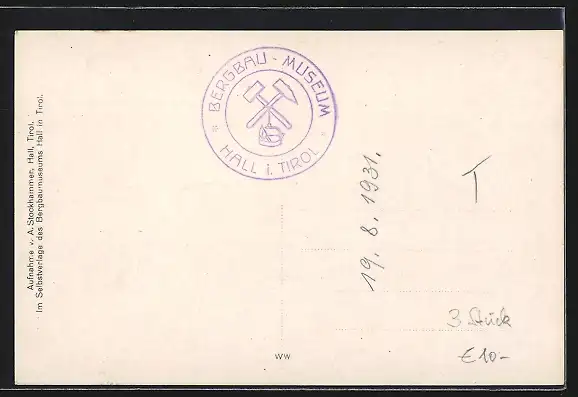 BERGBAU - MUSEUM
HALL i. TIROL
Aufnahme v. A. Stockhammer, Hall, Tirol.
Im Selbstverlage des Bergbaumuseums Hall in Tirol.
19. 8. 1931.
T
3 Stück
€10-
WW